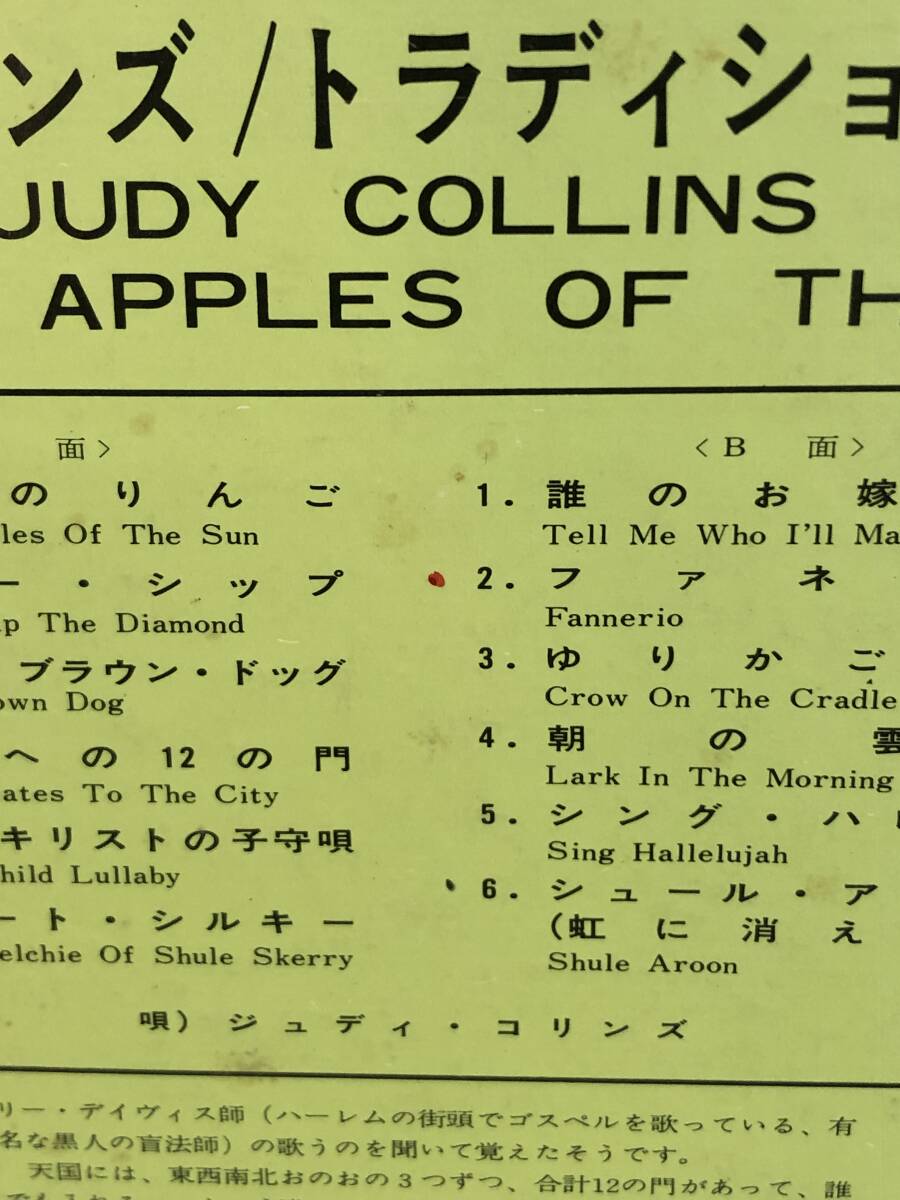 ンズ/トラディショ
JUDY COLLINS
APPLES OF TH
面>
のりんご
les Of The Sun
ー・シップ
p The Diamond
ブラウン・ドッグ
own Dog
への12の門
ates To The City
キリストの子守唄
hild Lullaby
ート・シルキー
elchie Of Shule Skerry
<B 面>
1. 誰のお嫁
Tell Me Who I'll Ma
2. ファネ
Fannerio
3. ゆりかご
Crow On The Cradle
4. 朝の雲
Lark In The Morning
5. シング・ハ
Sing Hallelujah
6. シュール・ア
(虹に消え
Shule Aroon
唄) ジュディ・コリンズ
リー・デイヴィス師(ハーレムの街頭でゴスペルを歌っている、有
名な黒人の盲法師)の歌うのを聞いて覚えたそうです。
天国には、東西南北おのおの3つずつ、合計12の門があって、誰